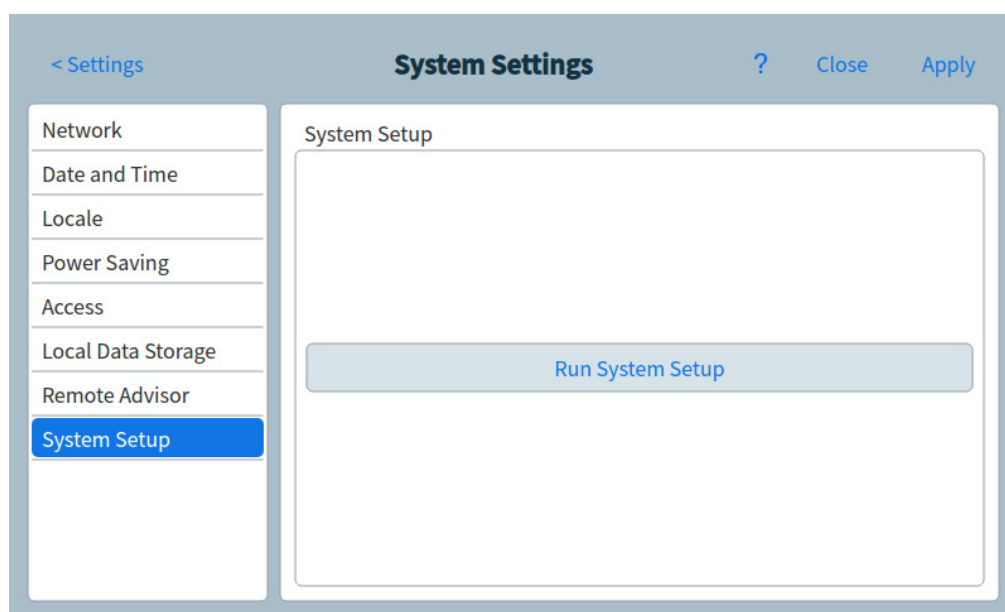 < Settings
System Settings
?
Close
Apply
Network
Date and Time
Locale
Power Saving
Access
Local Data Storage
Remote Advisor
System Setup
System Setup
Run System Setup